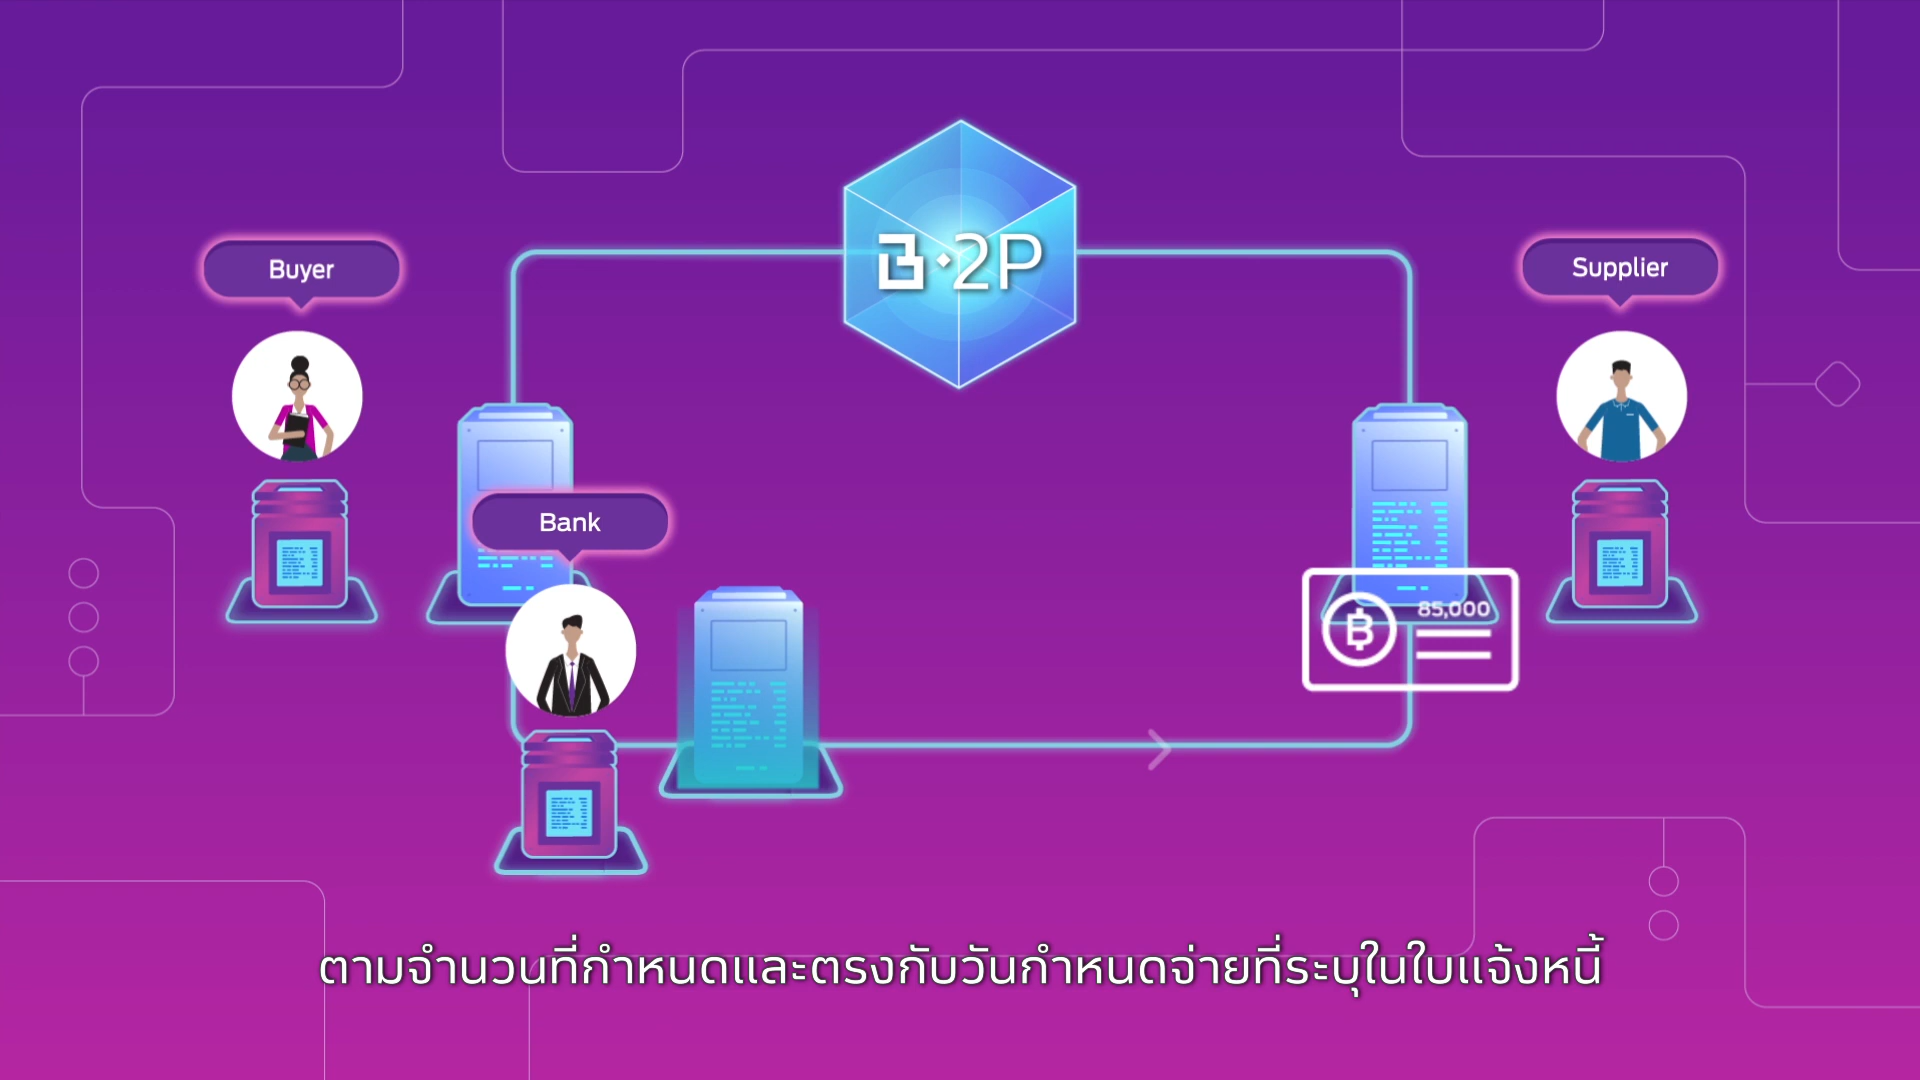 B·2P
Buyer
Supplier
Bank
฿ 85,000
ตามจำนวนที่กำหนดและตรงกับวันกำหนดจ่ายที่ระบุในใบแจ้งหนี้